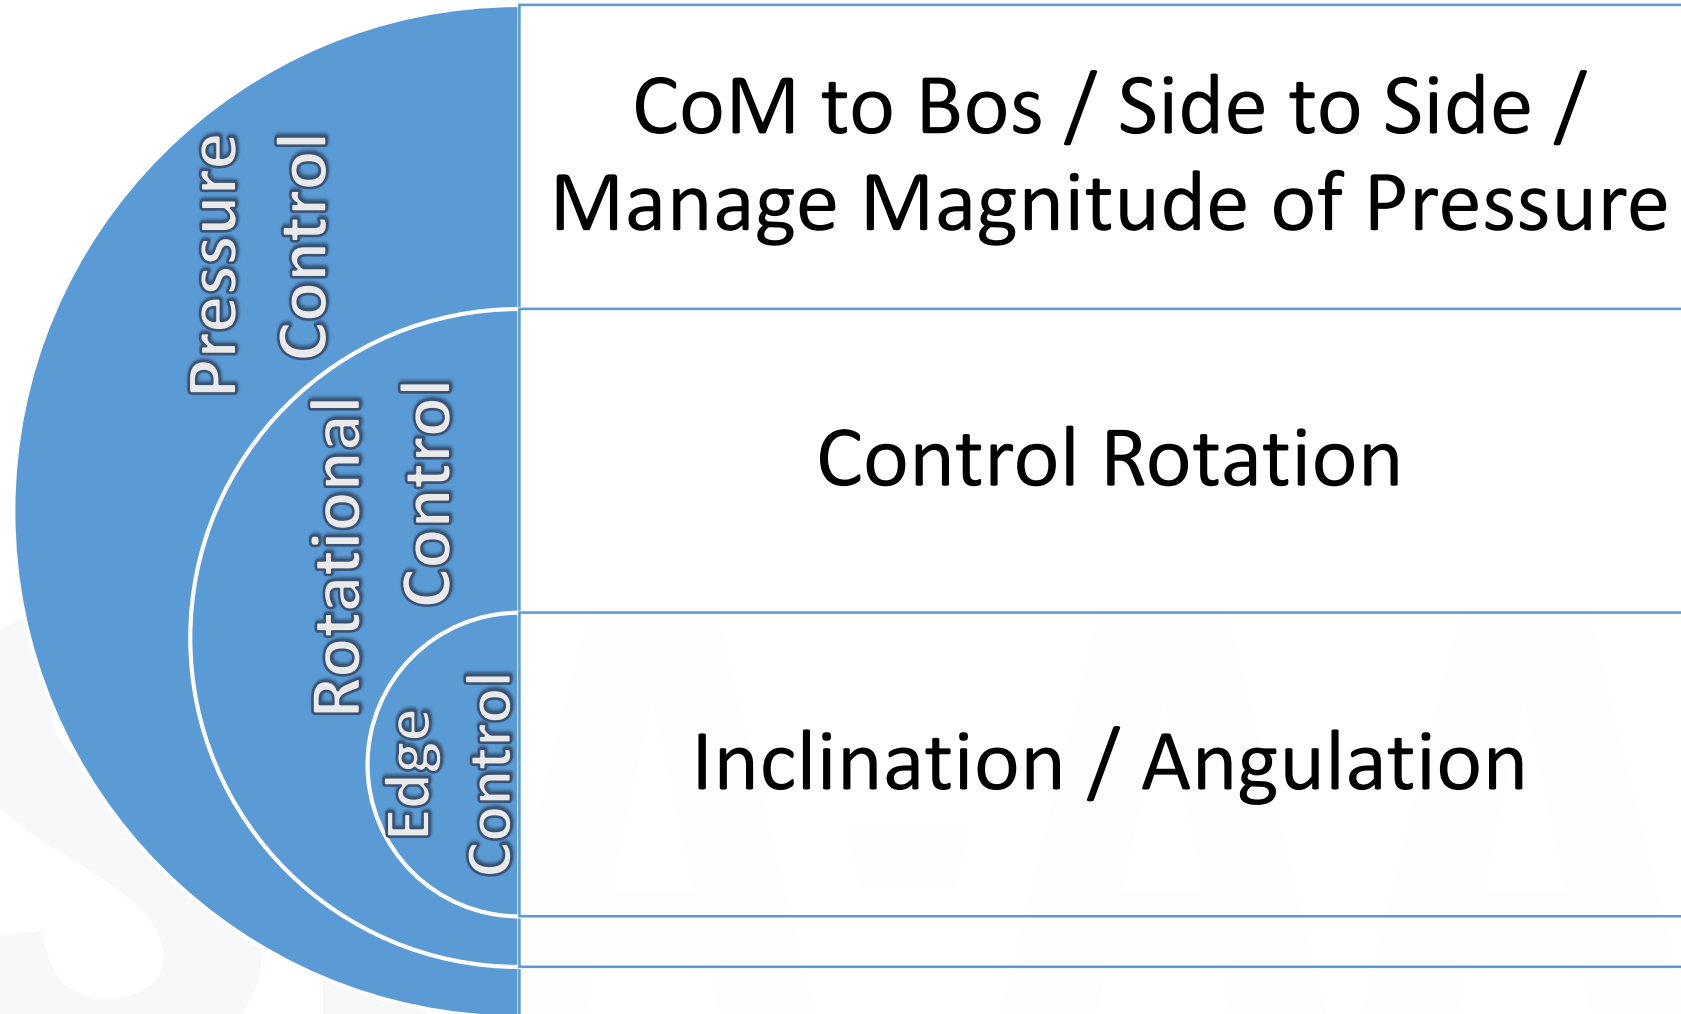 Pressure
Control
CoM to Bos / Side to Side /
Manage Magnitude of Pressure
Rotational
Control
Control Rotation
Edge
Control
Inclination / Angulation